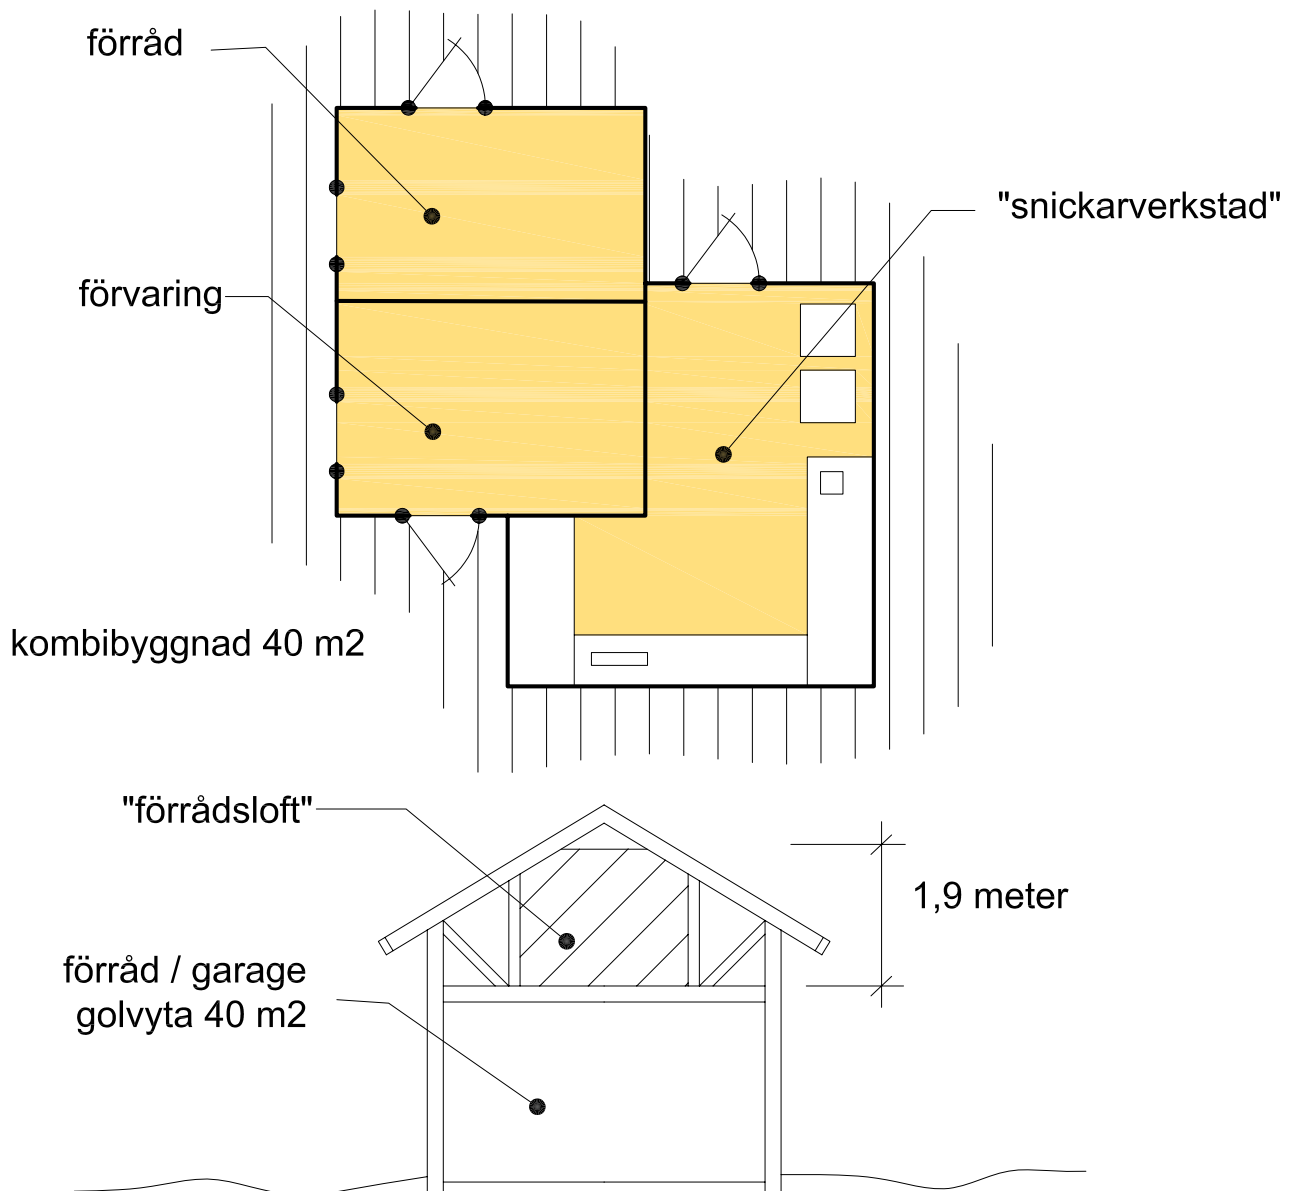 förråd
"snickarverkstad"
förvaring
kombibyggnad 40 m2
"förrådsloft"
1,9 meter
förråd / garage
golvyta 40 m2